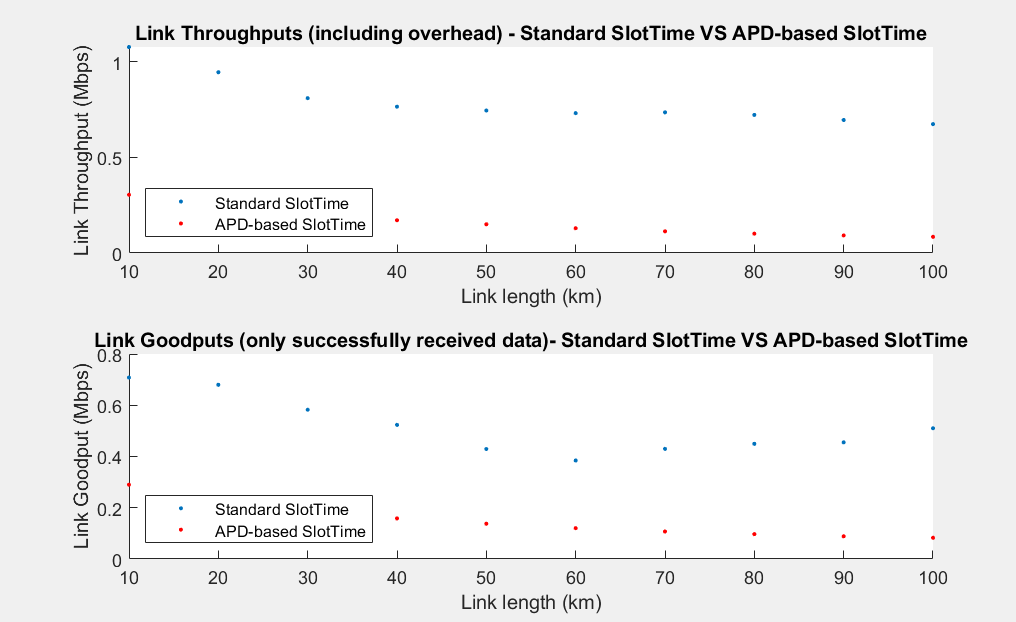 Link Throughputs (including overhead) - Standard SlotTime VS APD-based SlotTime
Link Throughput (Mbps)
1
0.5
0
Standard SlotTime
APD-based SlotTime
10 20 30 40 50 60 70 80 90 100
Link length (km)
Link Goodputs (only successfully received data)- Standard SlotTime VS APD-based SlotTime
Link Goodput (Mbps)
0.8
0.6
0.4
0.2
0
Standard SlotTime
APD-based SlotTime
10 20 30 40 50 60 70 80 90 100
Link length (km)